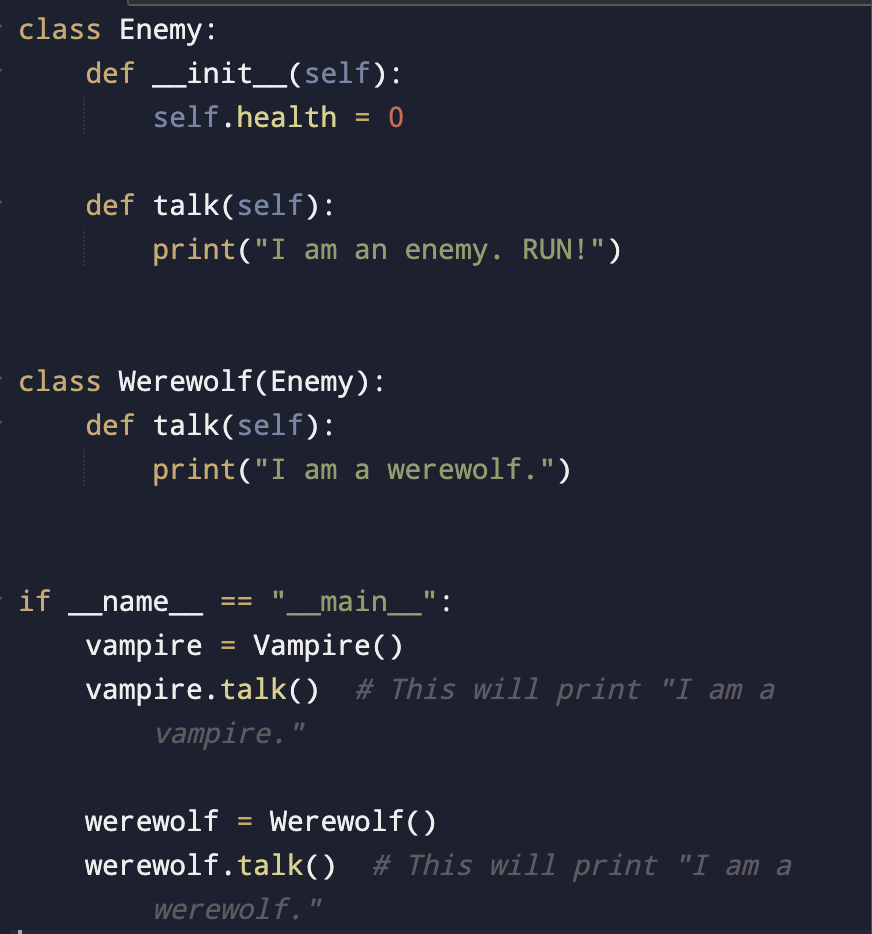 class Enemy:
    def __init__(self):
        self.health = 0

    def talk(self):
        print("I am an enemy. RUN!")


class Werewolf(Enemy):
    def talk(self):
        print("I am a werewolf.")


if __name__ == "__main__":
    vampire = Vampire()
    vampire.talk()  # This will print "I am a
        vampire."

    werewolf = Werewolf()
    werewolf.talk()  # This will print "I am a
        werewolf."